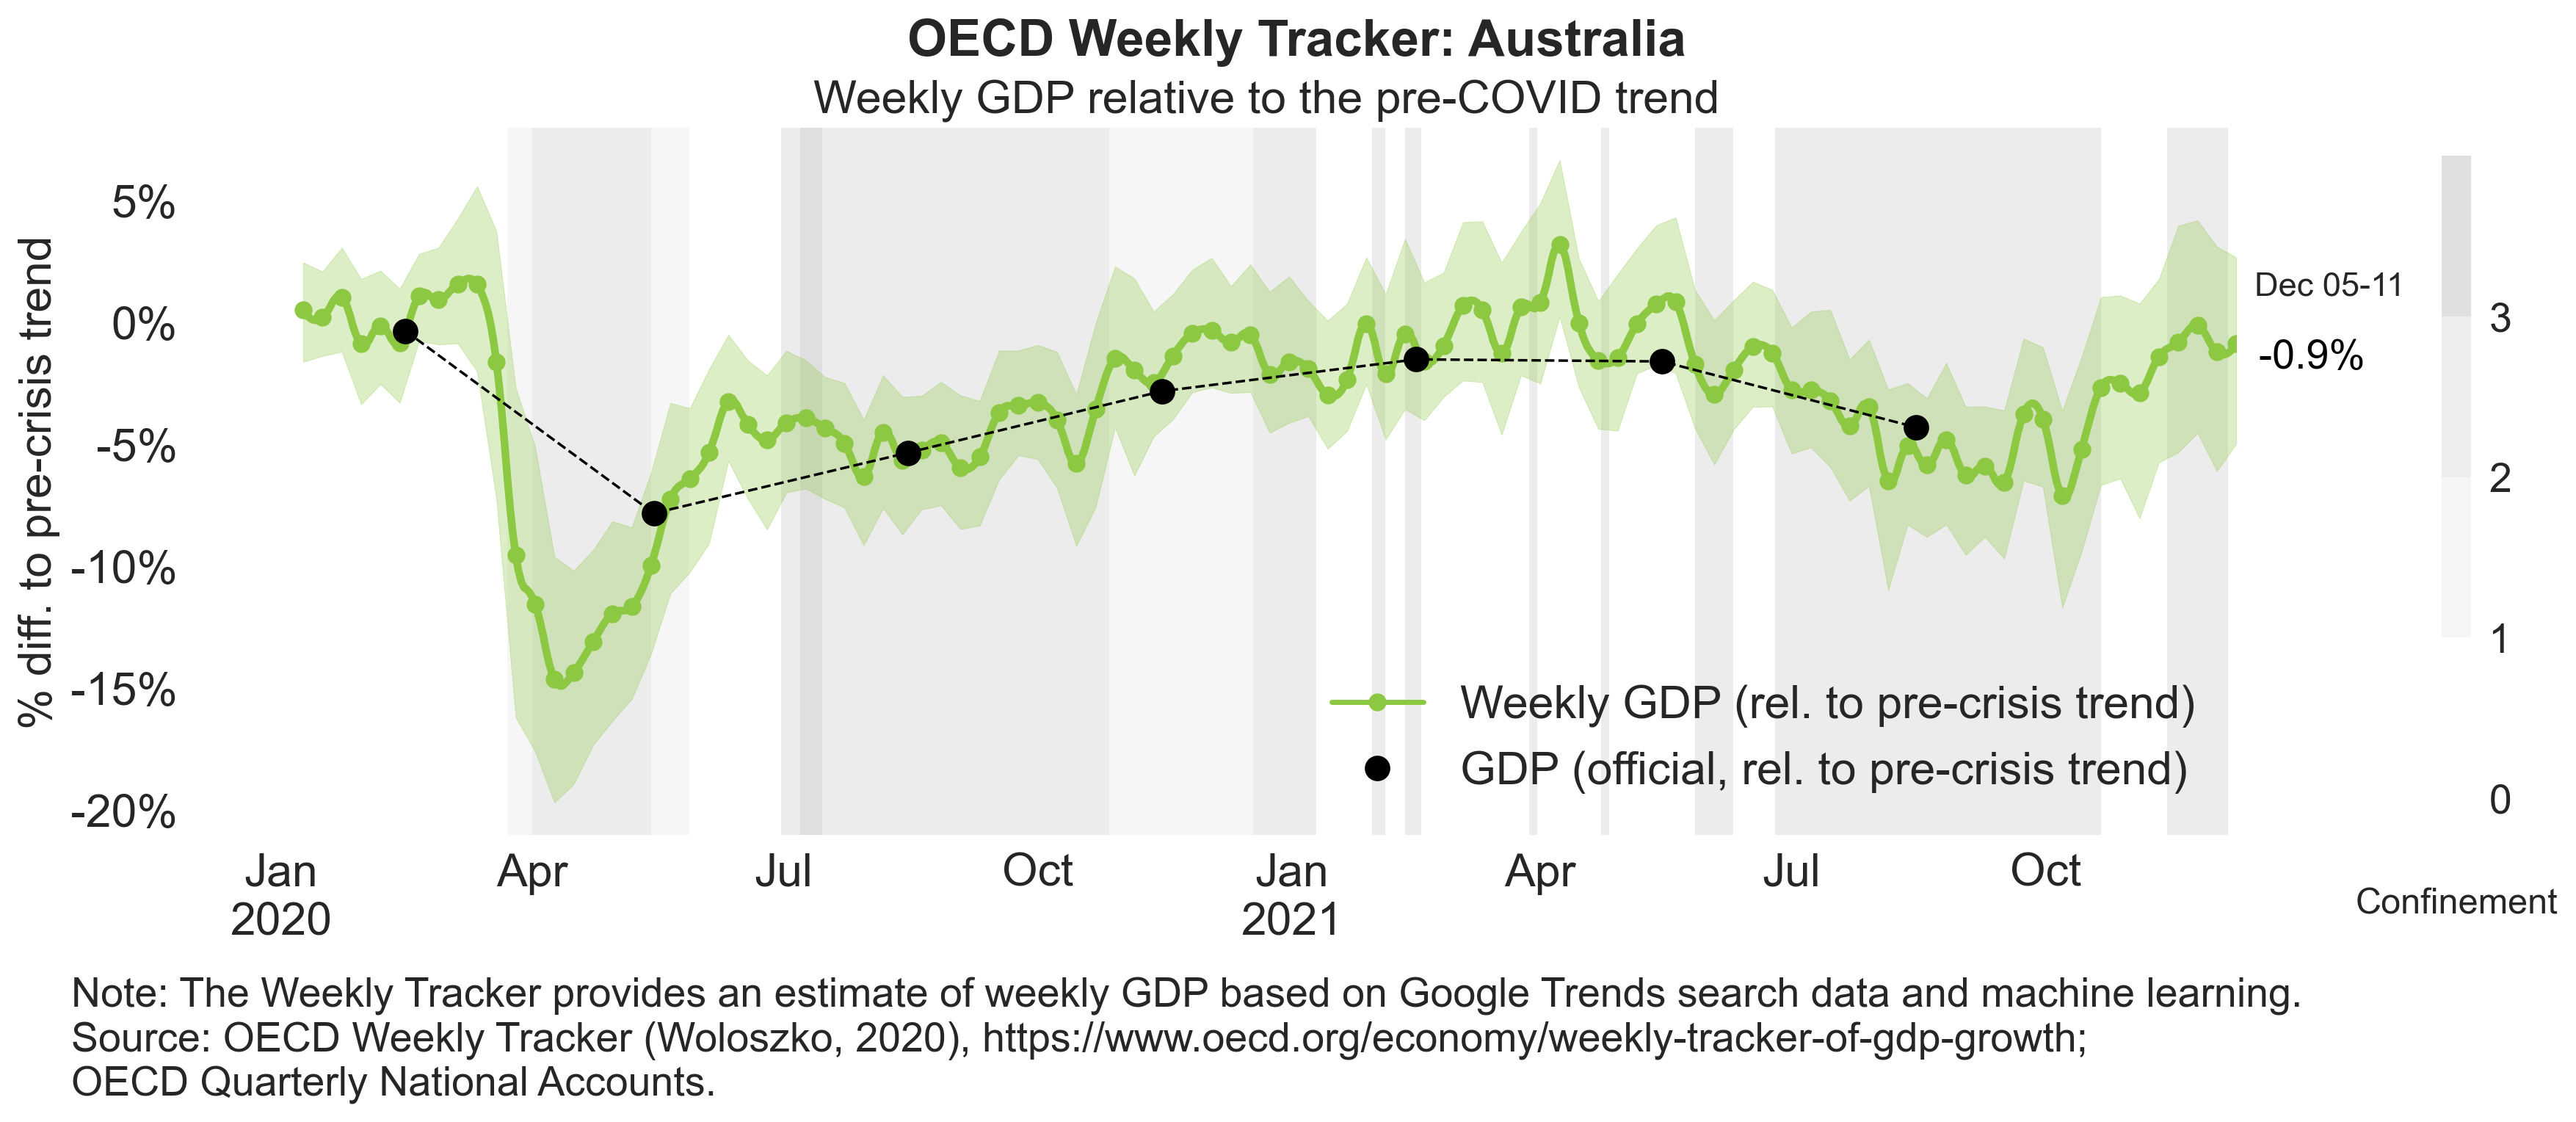 OECD Weekly Tracker: Australia
Weekly GDP relative to the pre-COVID trend
% diff. to pre-crisis trend
5%
0%
-5%
-10%
-15%
-20%
Dec 05-11
-0.9%
3
2
1
0
Confinement
Weekly GDP (rel. to pre-crisis trend)
GDP (official, rel. to pre-crisis trend)
Jan Apr Jul Oct Jan Apr Jul Oct
2020 2021
Note: The Weekly Tracker provides an estimate of weekly GDP based on Google Trends search data and machine learning.
Source: OECD Weekly Tracker (Woloszko, 2020), https://www.oecd.org/economy/weekly-tracker-of-gdp-growth;
OECD Quarterly National Accounts.